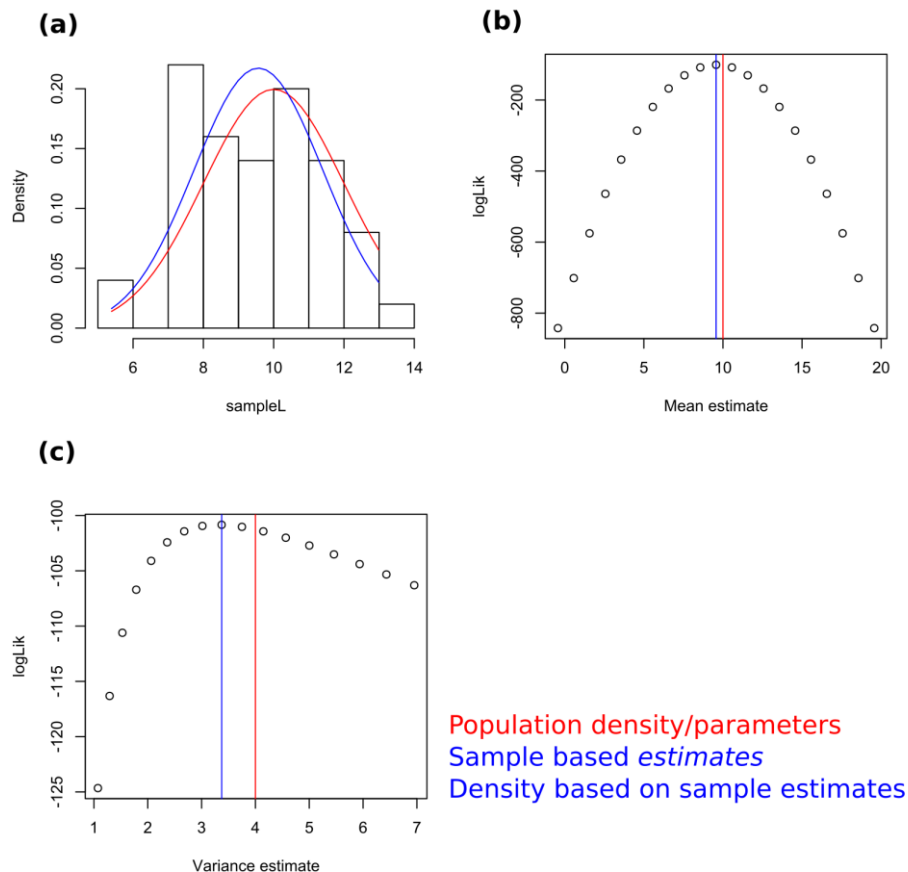 (a)
0.20
0.15
0.10
0.05
0.00
Density
6 8 10 12 14
sampleL
(b)
-200
-400
-600
-800
logLik
0 5 10 15 20
Mean estimate
(c)
-100
-105
-110
-115
-120
-125
logLik
1 2 3 4 5 6 7
Variance estimate
Population density/parameters
Sample based estimates
Density based on sample estimates